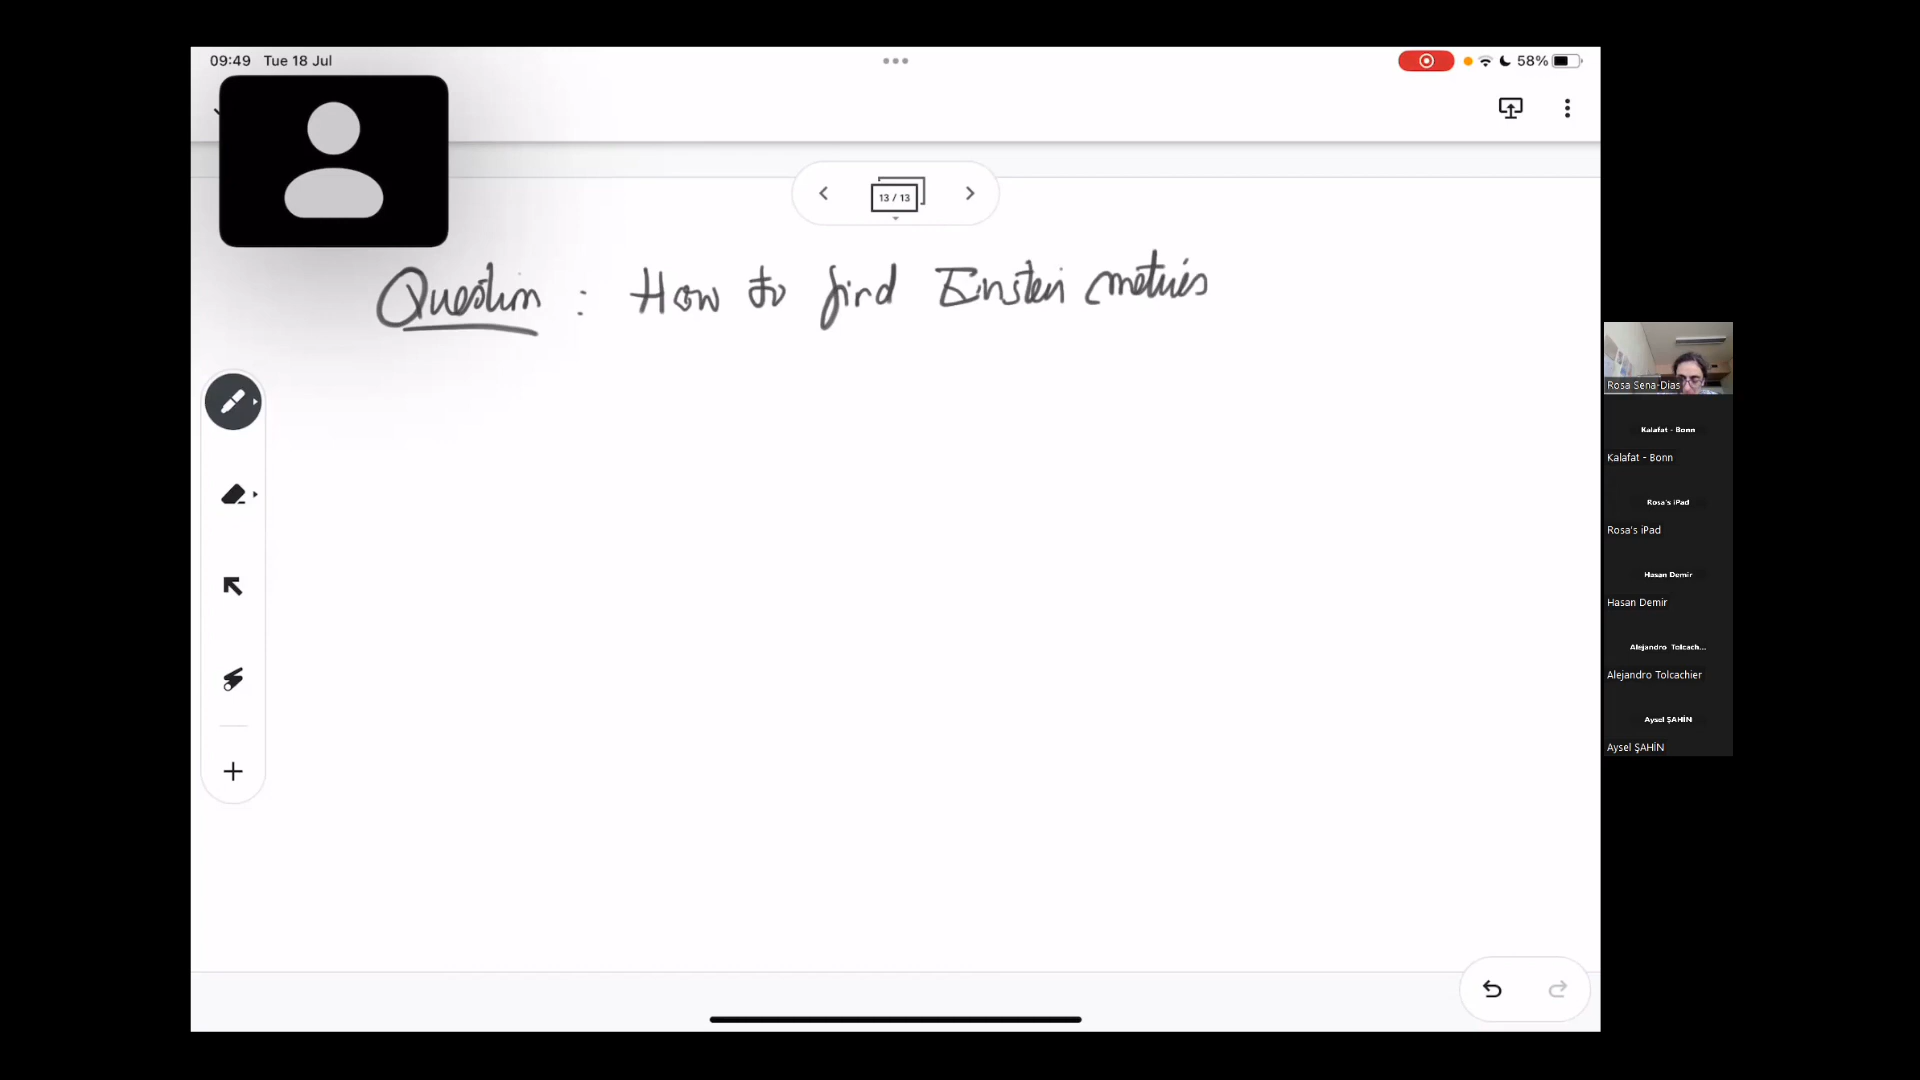 09:49 Tue 18 Jul
58%
13 / 13
Question : How to find Einstein metrics
Rosa Sena-Dias
Kalafat - Bonn
Kalafat - Bonn
Rosa's iPad
Rosa's iPad
Hasan Demir
Hasan Demir
Alejandro Tolcach...
Alejandro Tolcachier
Aysel ŞAHİN
Aysel ŞAHİN